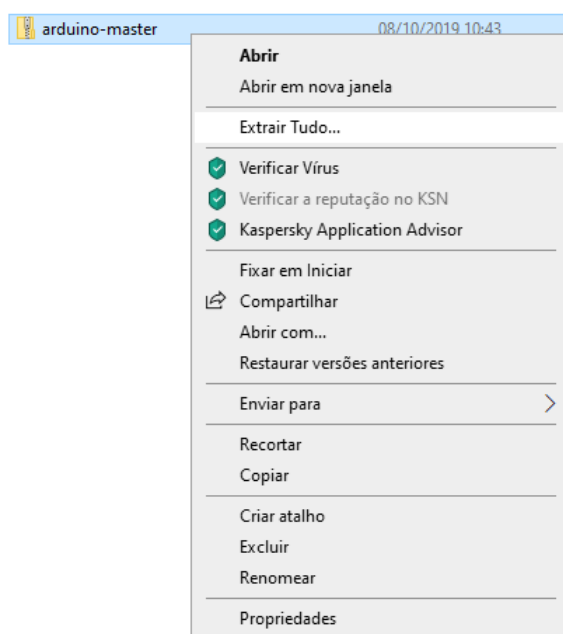 arduino-master 08/10/2019 10:43
Abrir
Abrir em nova janela
Extrair Tudo...
Verificar Vírus
Verificar a reputação no KSN
Kaspersky Application Advisor
Fixar em Iniciar
Compartilhar
Abrir com...
Restaurar versões anteriores
Enviar para
Recortar
Copiar
Criar atalho
Excluir
Renomear
Propriedades